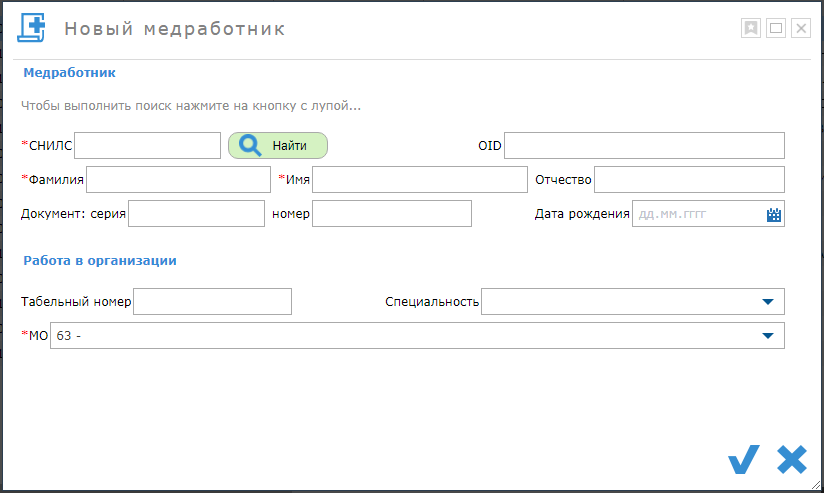 Новый медработник
Медработник
Чтобы выполнить поиск нажмите на кнопку с лупой...
*СНИЛС Найти OID
*Фамилия *Имя Отчество
Документ: серия номер Дата рождения дд.мм.гггг
Работа в организации
Табельный номер Специальность
*МО 63 -